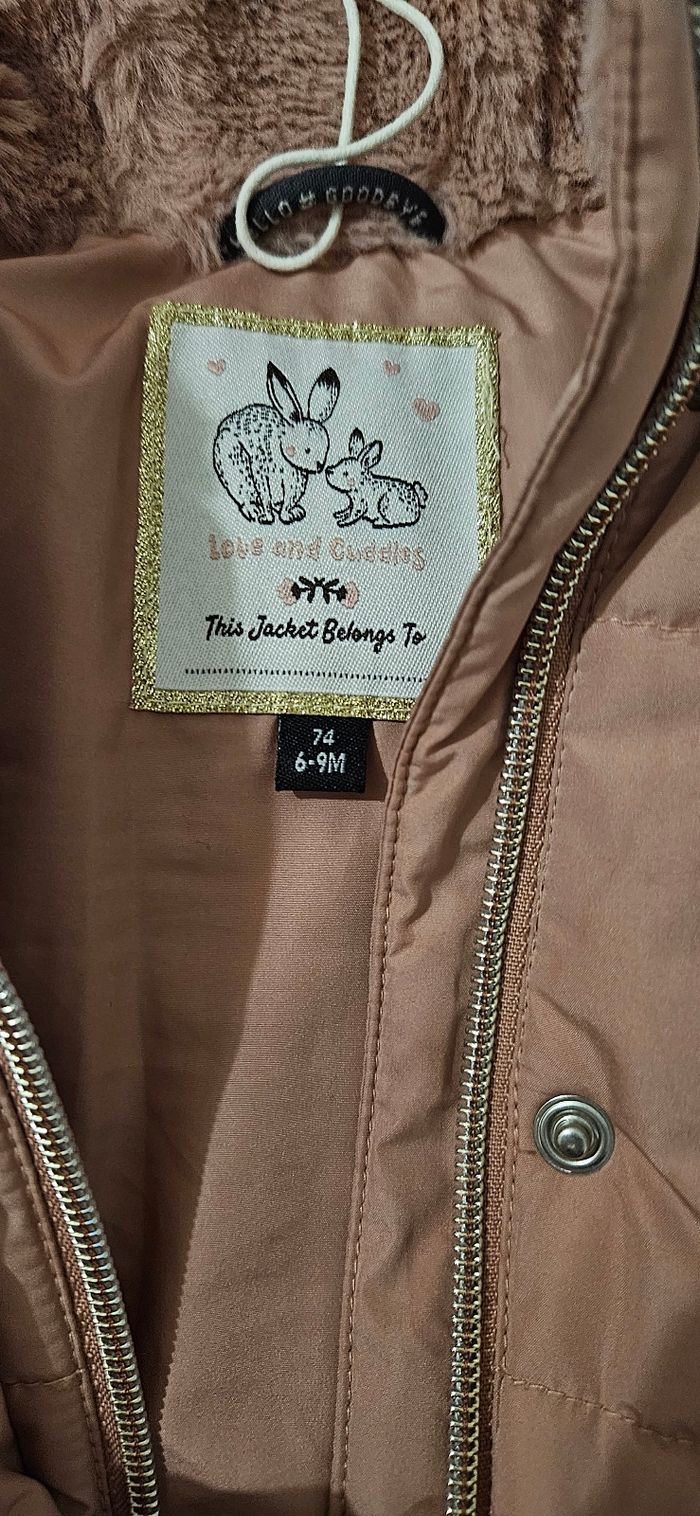 HELLO & GOODBYE
Love and Cuddles
This Jacket Belongs To
74
6-9M